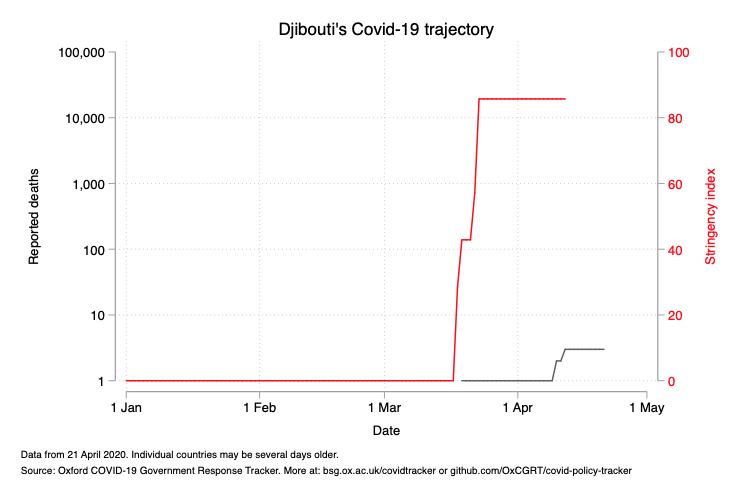 Djibouti's Covid-19 trajectory
100,000
10,000
1,000
100
10
1
Reported deaths
100
80
60
40
20
0
Stringency index
1 Jan
1 Feb
1 Mar
1 Apr
1 May
Date
Data from 21 April 2020. Individual countries may be several days older.
Source: Oxford COVID-19 Government Response Tracker. More at: bsg.ox.ac.uk/covidtracker or github.com/OxCGRT/covid-policy-tracker